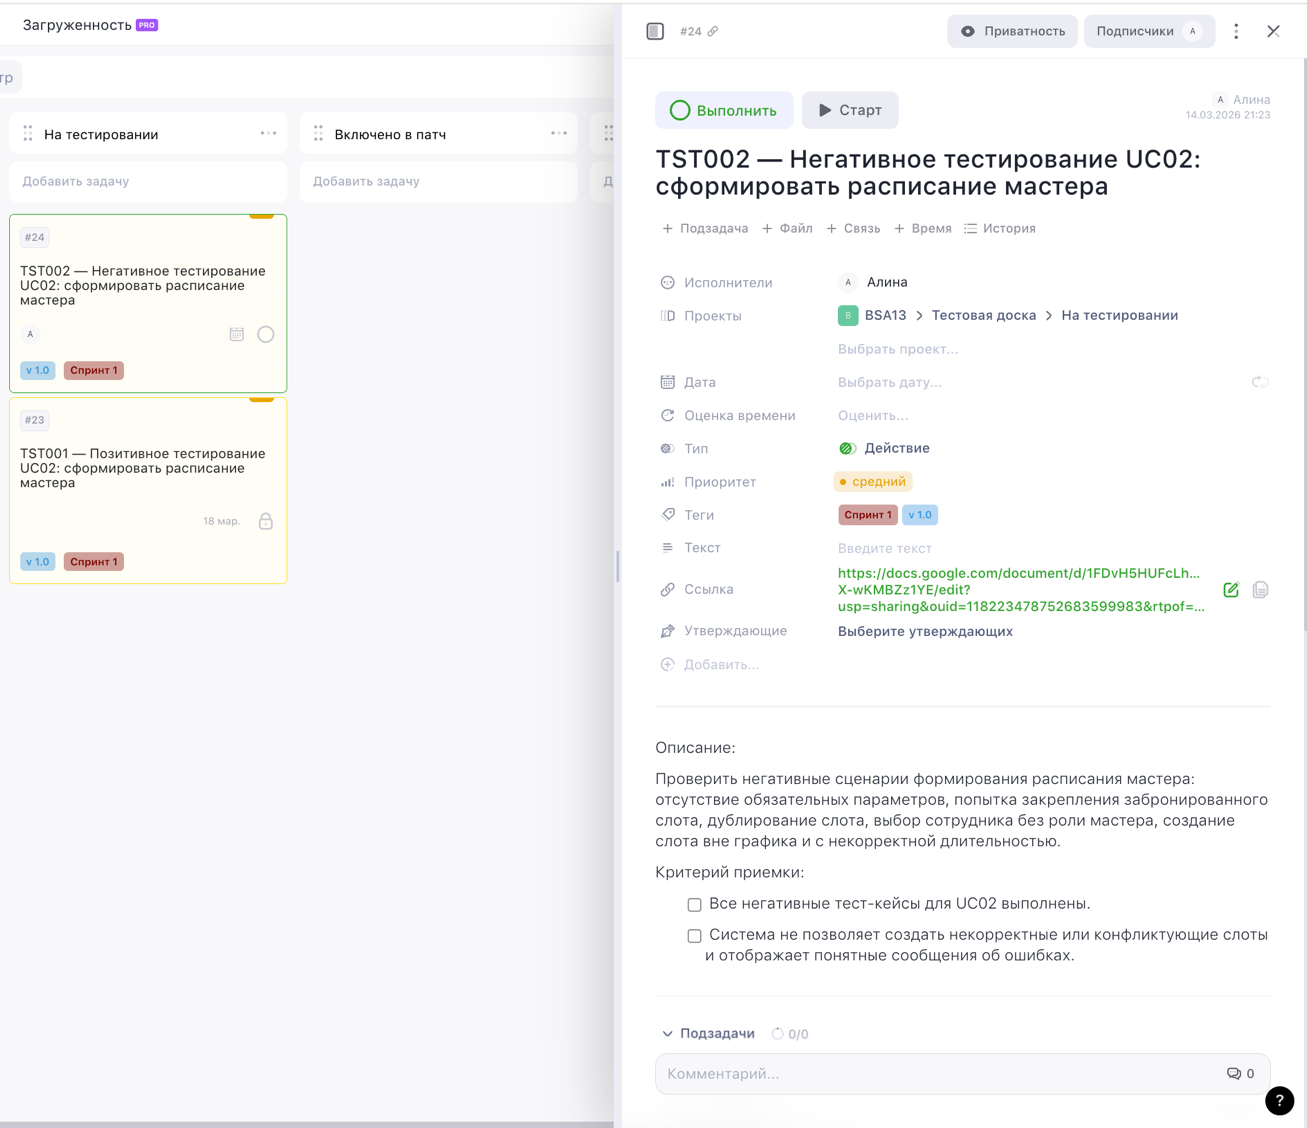 Загруженность PRO
тр
На тестировании
Добавить задачу
#24
TST002 — Негативное тестирование
UC02: сформировать расписание
мастера
А
v 1.0 Спринт 1
#23
TST001 — Позитивное тестирование
UC02: сформировать расписание
мастера
18 мар.
v 1.0 Спринт 1
Включено в патч
Добавить задачу
Д
#24
Приватность
Подписчики А
Выполнить
Старт
А Алина
14.03.2026 21:23
TST002 — Негативное тестирование UC02:
сформировать расписание мастера
+ Подзадача + Файл + Связь + Время История
Исполнители А Алина
Проекты B BSA13 > Тестовая доска > На тестировании
Выбрать проект...
Дата Выбрать дату...
Оценка времени Оценить...
Тип Действие
Приоритет средний
Теги Спринт 1 v 1.0
Текст Введите текст
Ссылка
https://docs.google.com/document/d/1FDvH5HUFcLh...
X-wKMBZz1YE/edit?
usp=sharing&ouid=118223478752683599983&rtpof=...
Утверждающие Выберите утверждающих
Добавить...
Описание:
Проверить негативные сценарии формирования расписания мастера:
отсутствие обязательных параметров, попытка закрепления забронированного
слота, дублирование слота, выбор сотрудника без роли мастера, создание
слота вне графика и с некорректной длительностью.
Критерий приемки:
Все негативные тест-кейсы для UC02 выполнены.
Система не позволяет создать некорректные или конфликтующие слоты
и отображает понятные сообщения об ошибках.
Подзадачи 0/0
Комментарий... 0
?